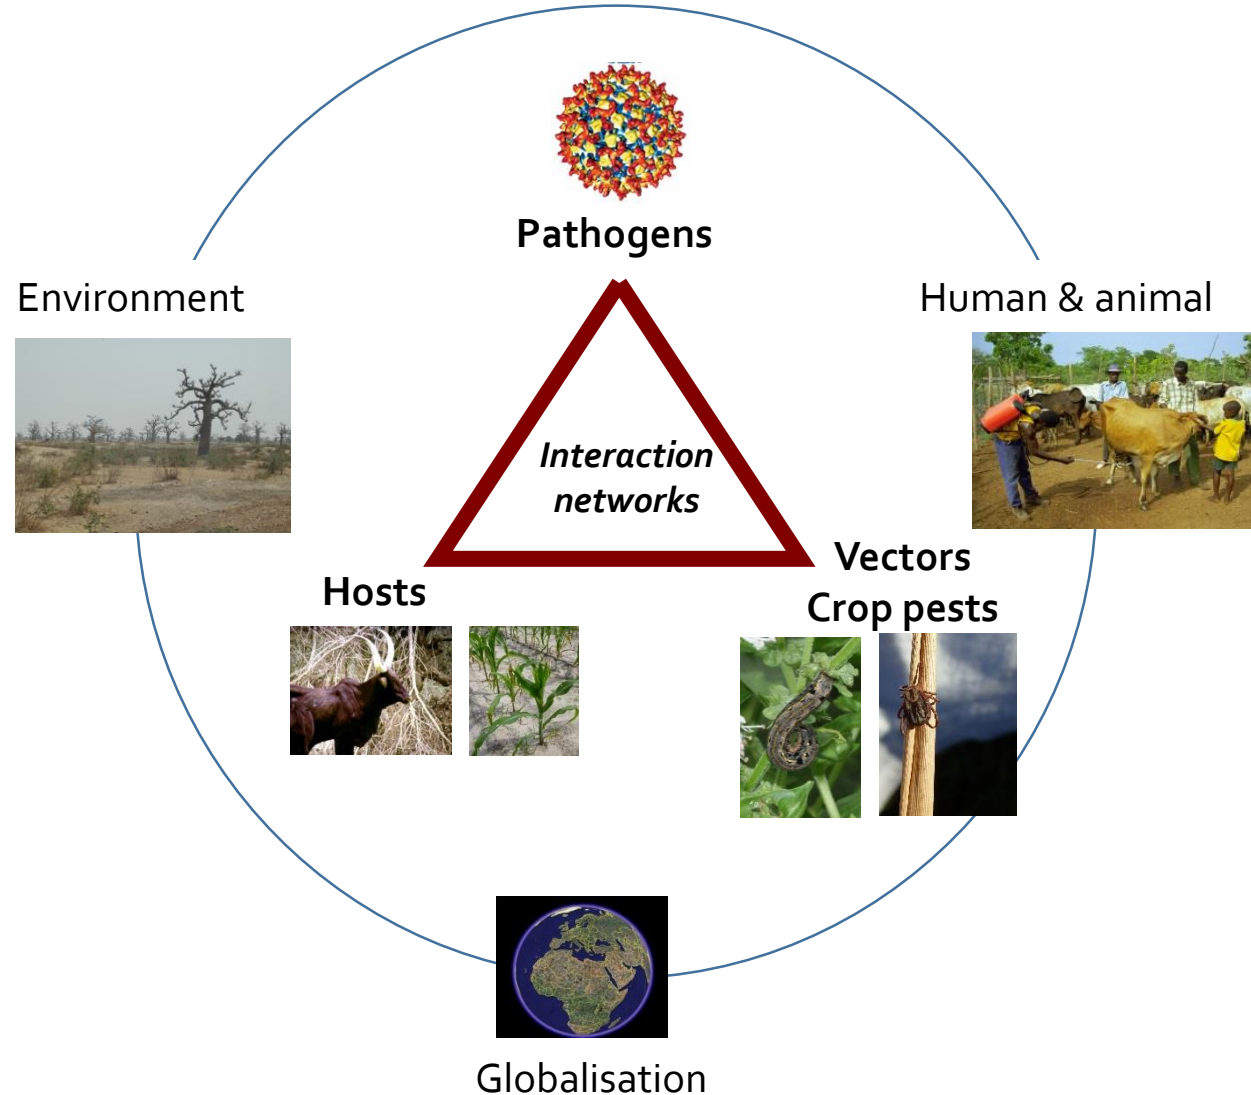 Pathogens
Environment
Human & animal
Interaction
networks
Hosts
Vectors
Crop pests
Globalisation